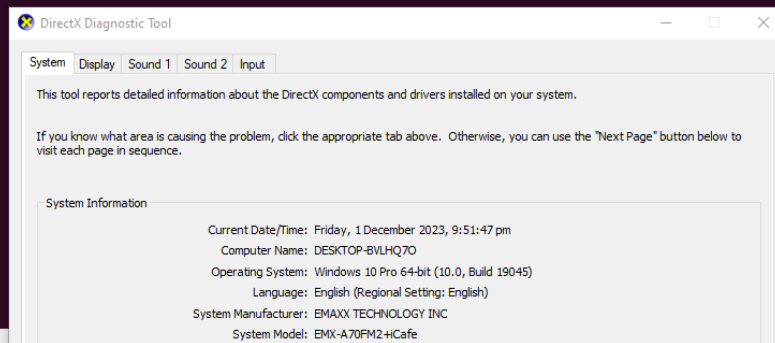 DirectX Diagnostic Tool
System Display Sound 1 Sound 2 Input
This tool reports detailed information about the DirectX components and drivers installed on your system.
If you know what area is causing the problem, click the appropriate tab above.  Otherwise, you can use the "Next Page" button below to
visit each page in sequence.
System Information
Current Date/Time: Friday, 1 December 2023, 9:51:47 pm
Computer Name: DESKTOP-BVLHQ7O
Operating System: Windows 10 Pro 64-bit (10.0, Build 19045)
Language: English (Regional Setting: English)
System Manufacturer: EMAXX TECHNOLOGY INC
System Model: EMX-A70FM2+iCafe